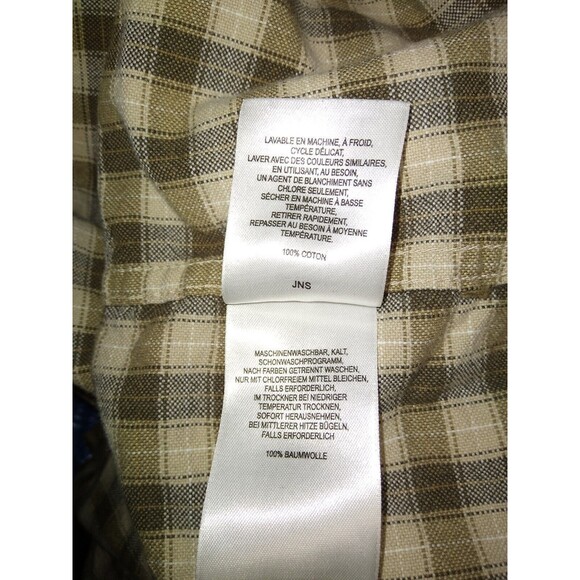 LAVABLE EN MACHINE, À FROID,
CYCLE DÉLICAT,
LAVER AVEC DES COULEURS SIMILAIRES,
EN UTILISANT, AU BESOIN,
UN AGENT DE BLANCHIMENT SANS
CHLORE SEULEMENT,
SÉCHER EN MACHINE À BASSE
TEMPÉRATURE,
RETIRER RAPIDEMENT,
REPASSER AU BESOIN À MOYENNE
TEMPÉRATURE.
100% COTON
JNS
MASCHINENWASCHBAR, KALT,
SCHONWASCHPROGRAMM,
NACH FARBEN GETRENNT WASCHEN,
NUR MIT CHLORFREIEM MITTEL BLEICHEN,
FALLS ERFORDERLICH,
IM TROCKNER BEI NIEDRIGER
TEMPERATUR TROCKNEN,
SOFORT HERAUSNEHMEN,
BEI MITTLERER HITZE BÜGELN,
FALLS ERFORDERLICH
100% BAUMWOLLE